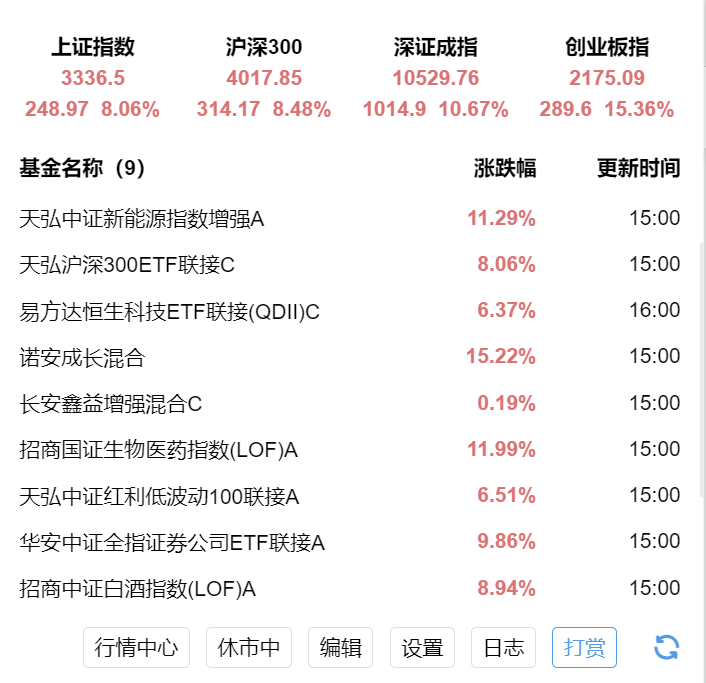 上证指数 沪深300 深证成指 创业板指
3336.5 4017.85 10529.76 2175.09
248.97 8.06% 314.17 8.48% 1014.9 10.67% 289.6 15.36%
基金名称（9） 涨跌幅 更新时间
天弘中证新能源指数增强A 11.29% 15:00
天弘沪深300ETF联接C 8.06% 15:00
易方达恒生科技ETF联接(QDII)C 6.37% 16:00
诺安成长混合 15.22% 15:00
长安鑫益增强混合C 0.19% 15:00
招商国证生物医药指数(LOF)A 11.99% 15:00
天弘中证红利低波动100联接A 6.51% 15:00
华安中证全指证券公司ETF联接A 9.86% 15:00
招商中证白酒指数(LOF)A 8.94% 15:00
行情中心 休市中 编辑 设置 日志 打赏